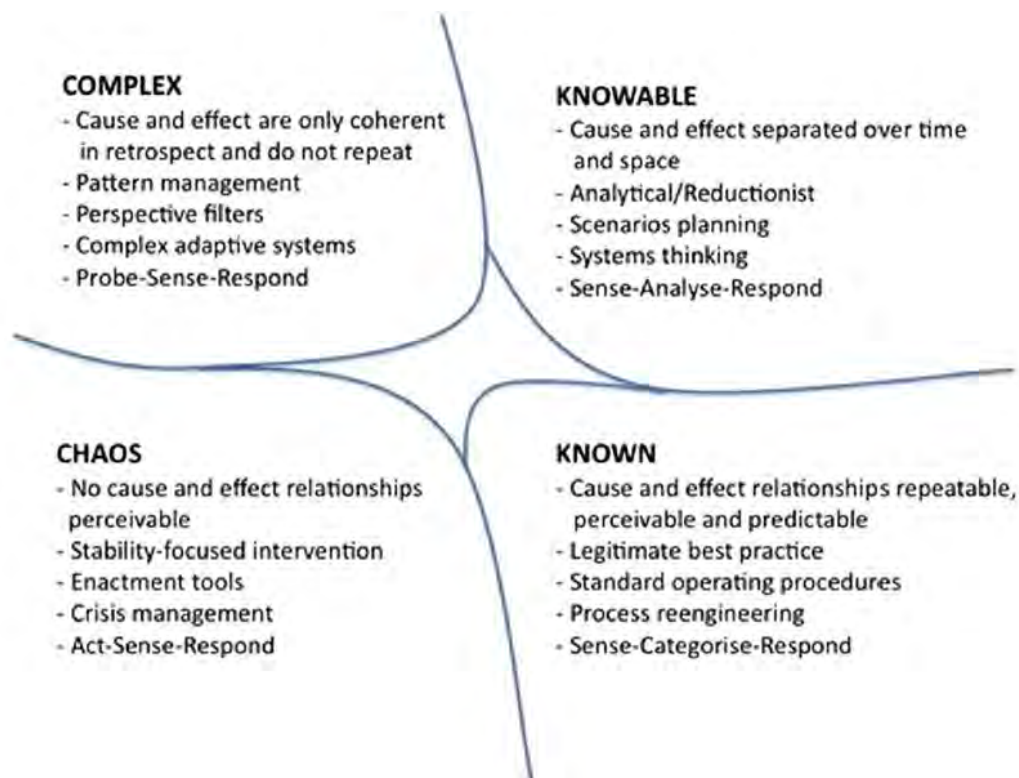 COMPLEX
- Cause and effect are only coherent
in retrospect and do not repeat
- Pattern management
- Perspective filters
- Complex adaptive systems
- Probe-Sense-Respond
KNOWABLE
- Cause and effect separated over time
and space
- Analytical/Reductionist
- Scenarios planning
- Systems thinking
- Sense-Analyse-Respond
CHAOS
- No cause and effect relationships
perceivable
- Stability-focused intervention
- Enactment tools
- Crisis management
- Act-Sense-Respond
KNOWN
- Cause and effect relationships repeatable,
perceivable and predictable
- Legitimate best practice
- Standard operating procedures
- Process reengineering
- Sense-Categorise-Respond